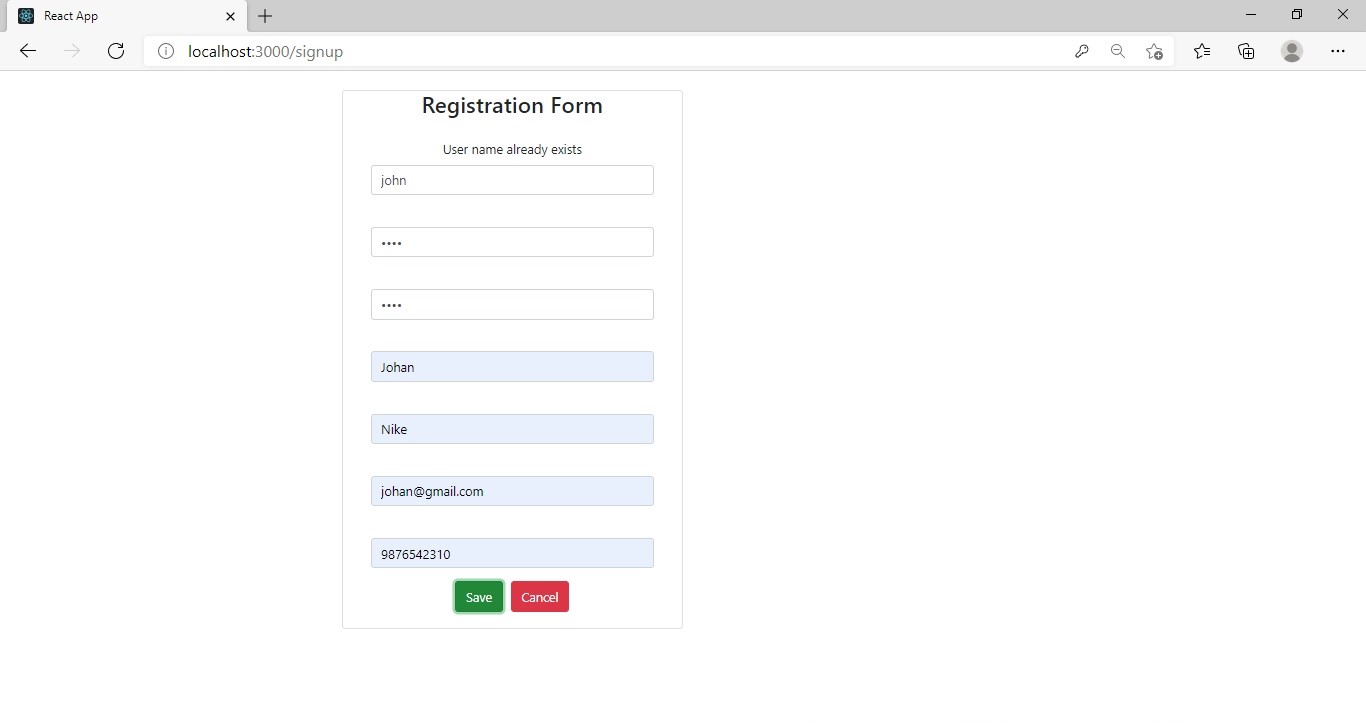 React App
localhost:3000/signup
Registration Form
User name already exists
john
••••
••••
Johan
Nike
johan@gmail.com
9876542310
Save Cancel